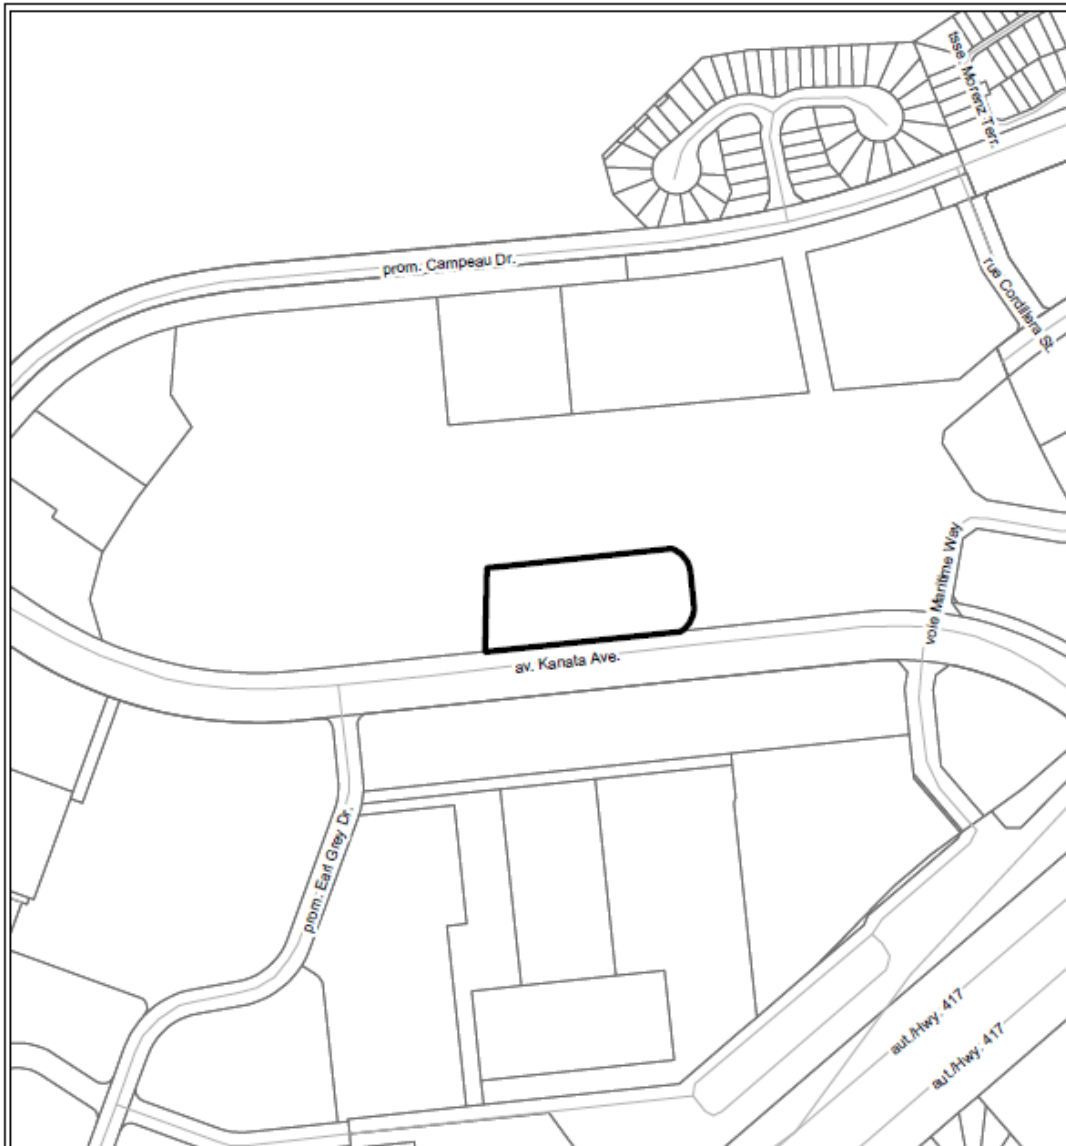 tsse. Morenz Terr.
prom. Campeau Dr.
rue Cordillera St.
voie Maritime Way
av. Kanata Ave.
prom. Earl Grey Dr.
aut./Hwy. 417
aut./Hwy. 417